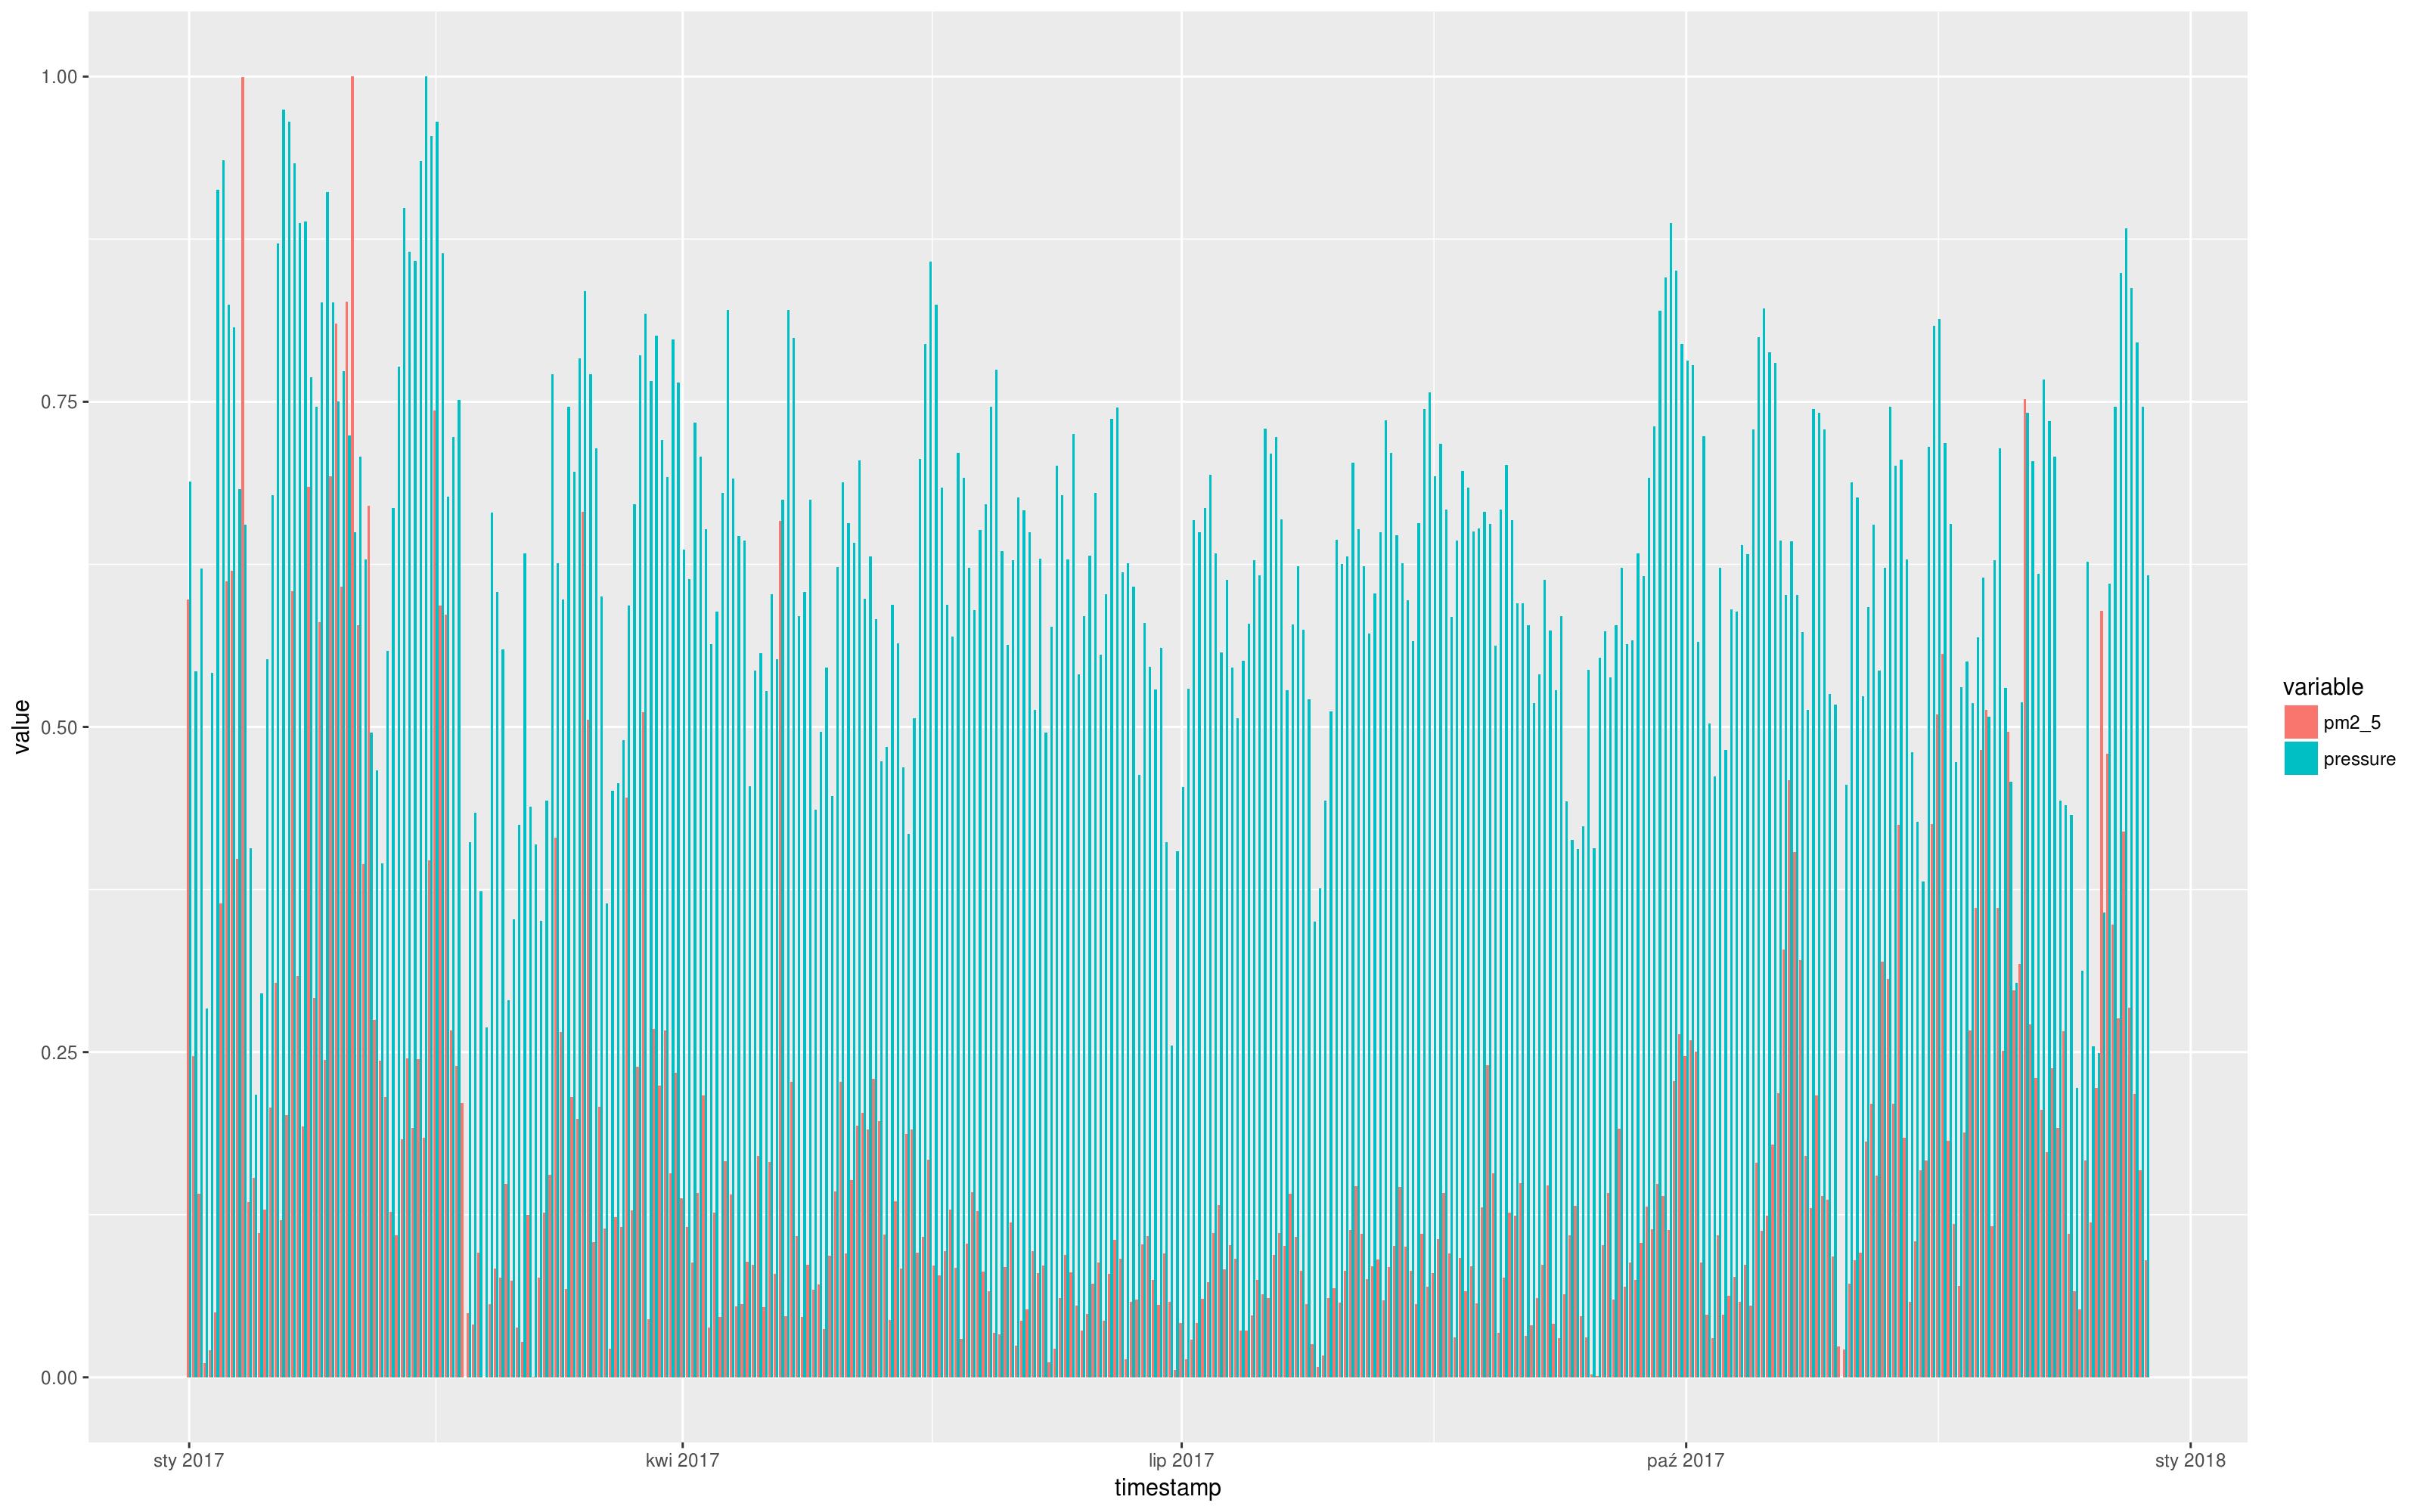 1.00
0.75
0.50
0.25
0.00
value
sty 2017
kwi 2017
lip 2017
paź 2017
sty 2018
timestamp
variable
pm2_5
pressure